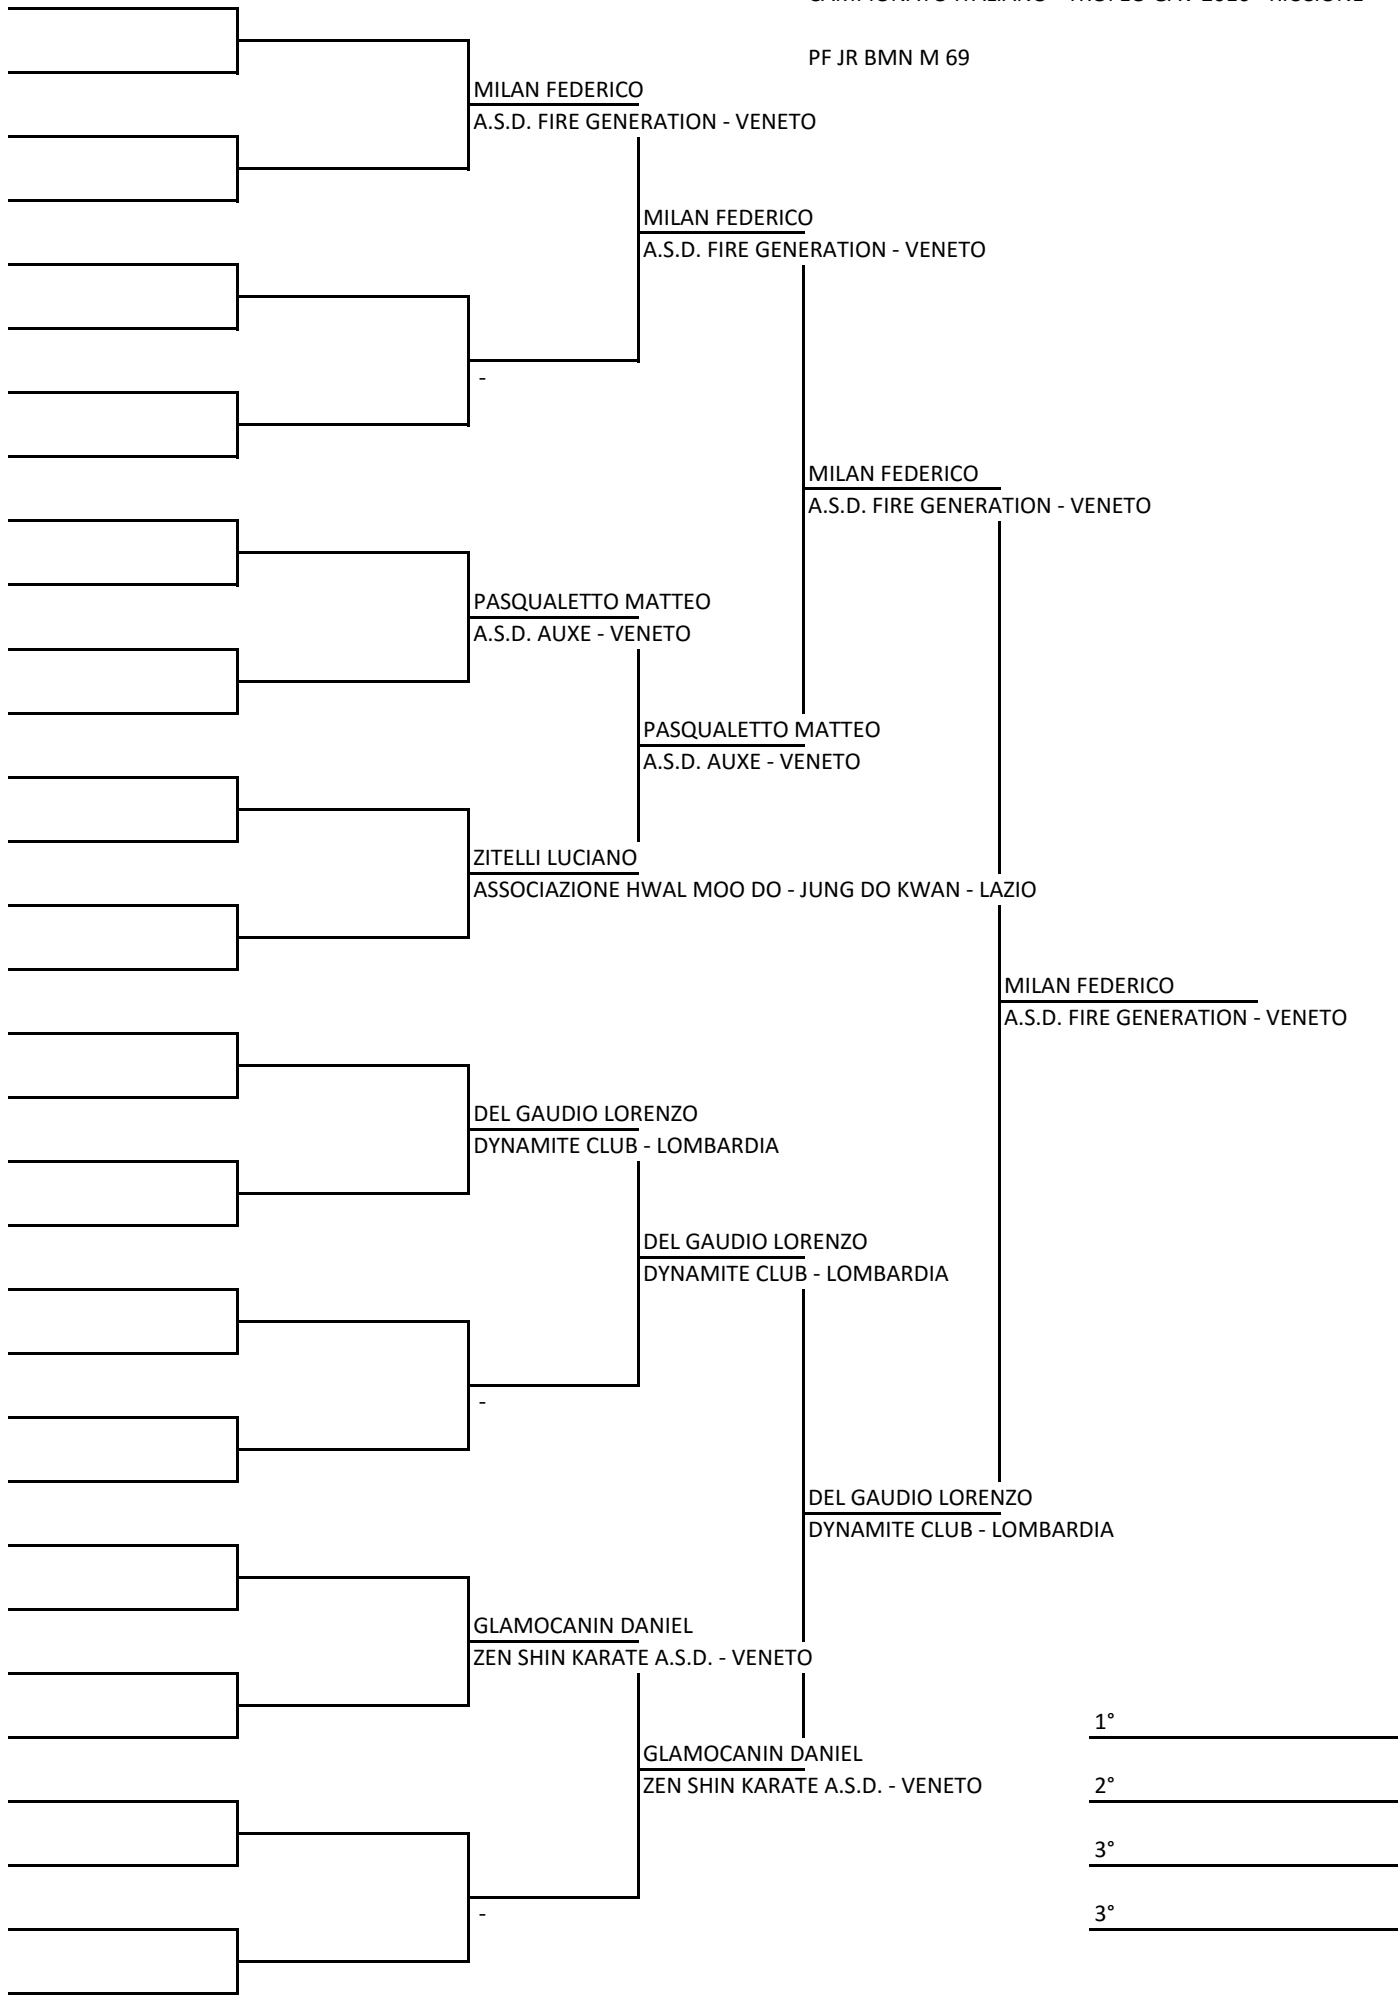 PF JR BMN M 69
MILAN FEDERICO
A.S.D. FIRE GENERATION - VENETO
MILAN FEDERICO
A.S.D. FIRE GENERATION - VENETO
-
MILAN FEDERICO
A.S.D. FIRE GENERATION - VENETO
PASQUALETTO MATTEO
A.S.D. AUXE - VENETO
PASQUALETTO MATTEO
A.S.D. AUXE - VENETO
ZITELLI LUCIANO
ASSOCIAZIONE HWAL MOO DO - JUNG DO KWAN - LAZIO
MILAN FEDERICO
A.S.D. FIRE GENERATION - VENETO
DEL GAUDIO LORENZO
DYNAMITE CLUB - LOMBARDIA
DEL GAUDIO LORENZO
DYNAMITE CLUB - LOMBARDIA
-
DEL GAUDIO LORENZO
DYNAMITE CLUB - LOMBARDIA
GLAMOCANIN DANIEL
ZEN SHIN KARATE A.S.D. - VENETO
1°
GLAMOCANIN DANIEL
ZEN SHIN KARATE A.S.D. - VENETO
2°
3°
-
3°